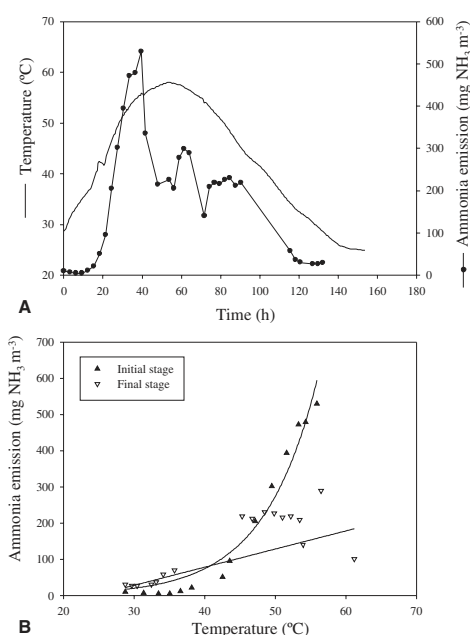 70
60
50
40
30
20
Temperature (ºC)
600
500
400
300
200
100
0
Ammonia emission (mg NH3 m-3)
0 20 40 60 80 100 120 140 160 180
A
Time (h)
700
600
500
400
300
200
100
0
Ammonia emission (mg NH3 m-3)
Initial stage
Final stage
20 30 40 50 60 70
B
Temperature (ºC)